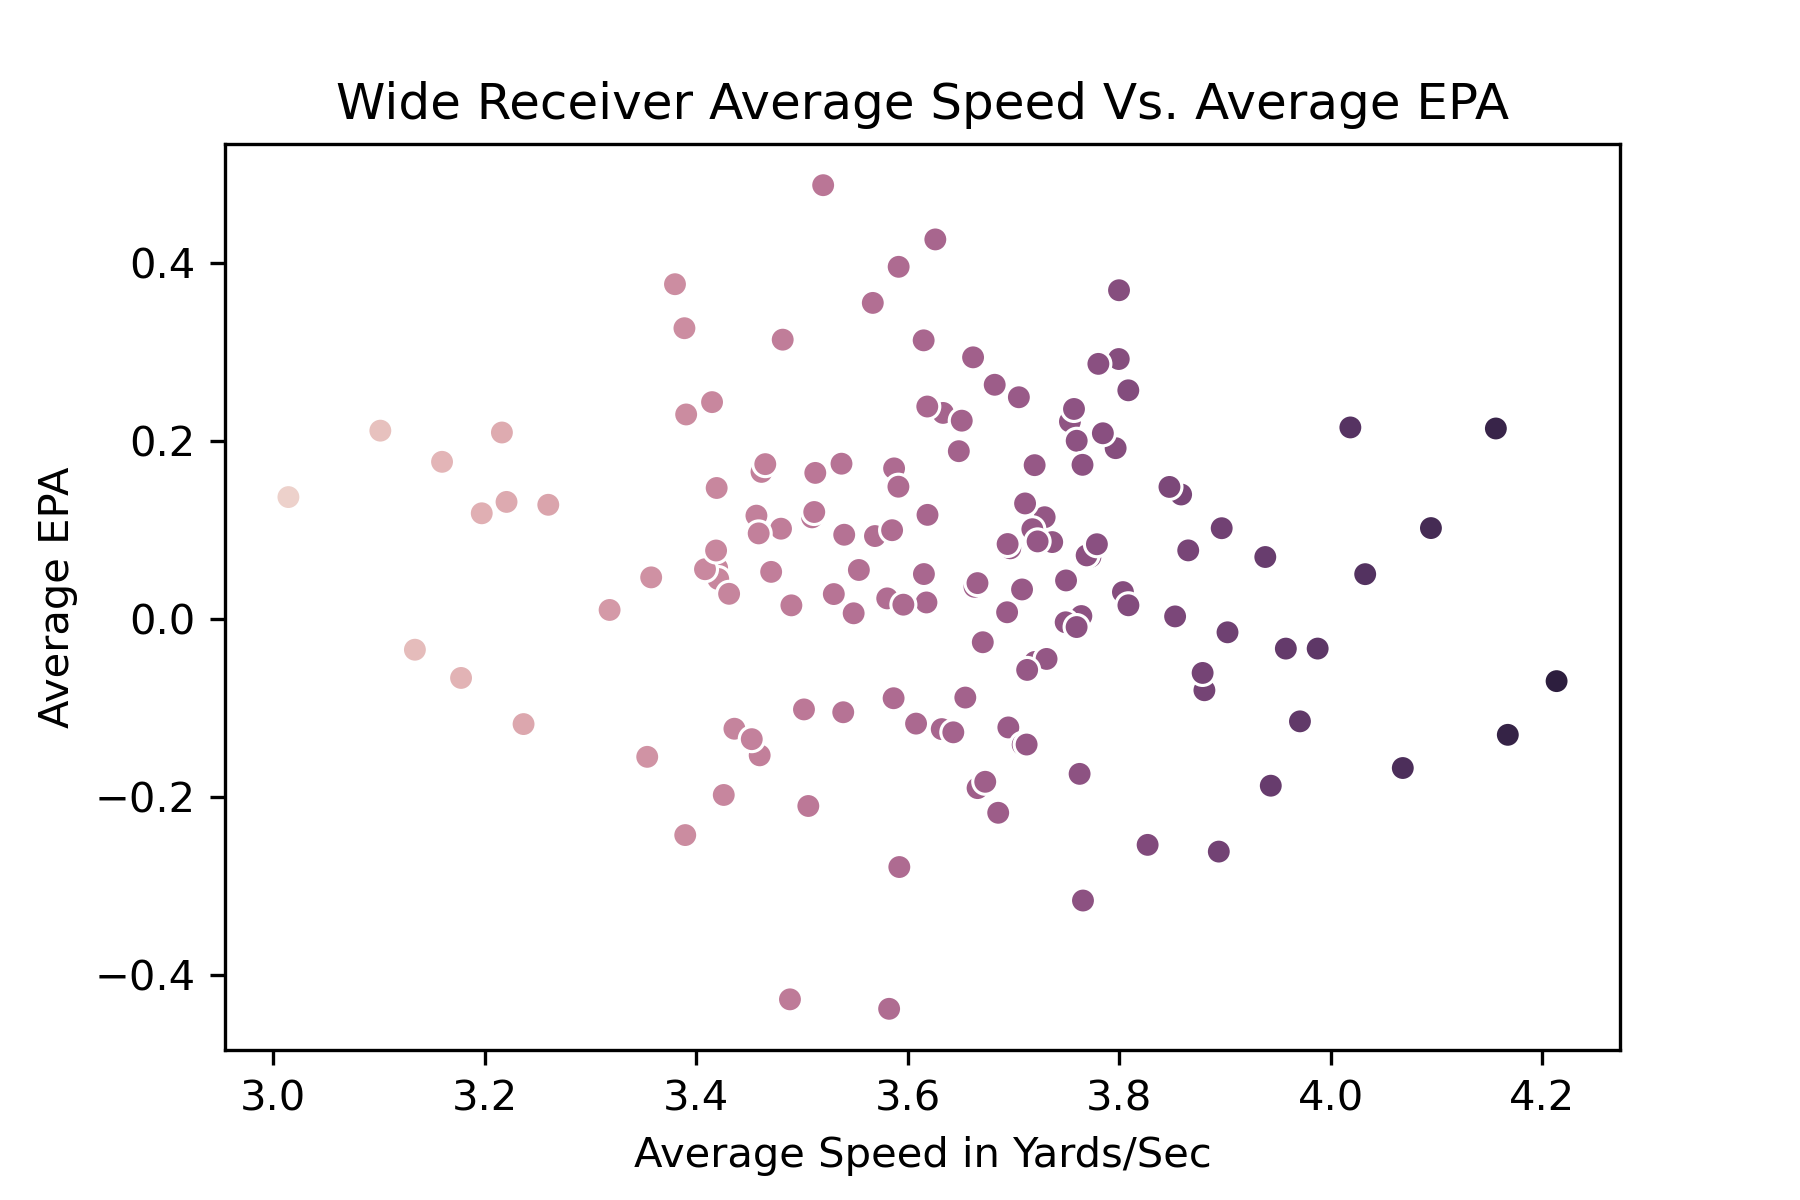 Wide Receiver Average Speed Vs. Average EPA
Average EPA
0.4
0.2
0.0
−0.2
−0.4
3.0 3.2 3.4 3.6 3.8 4.0 4.2
Average Speed in Yards/Sec